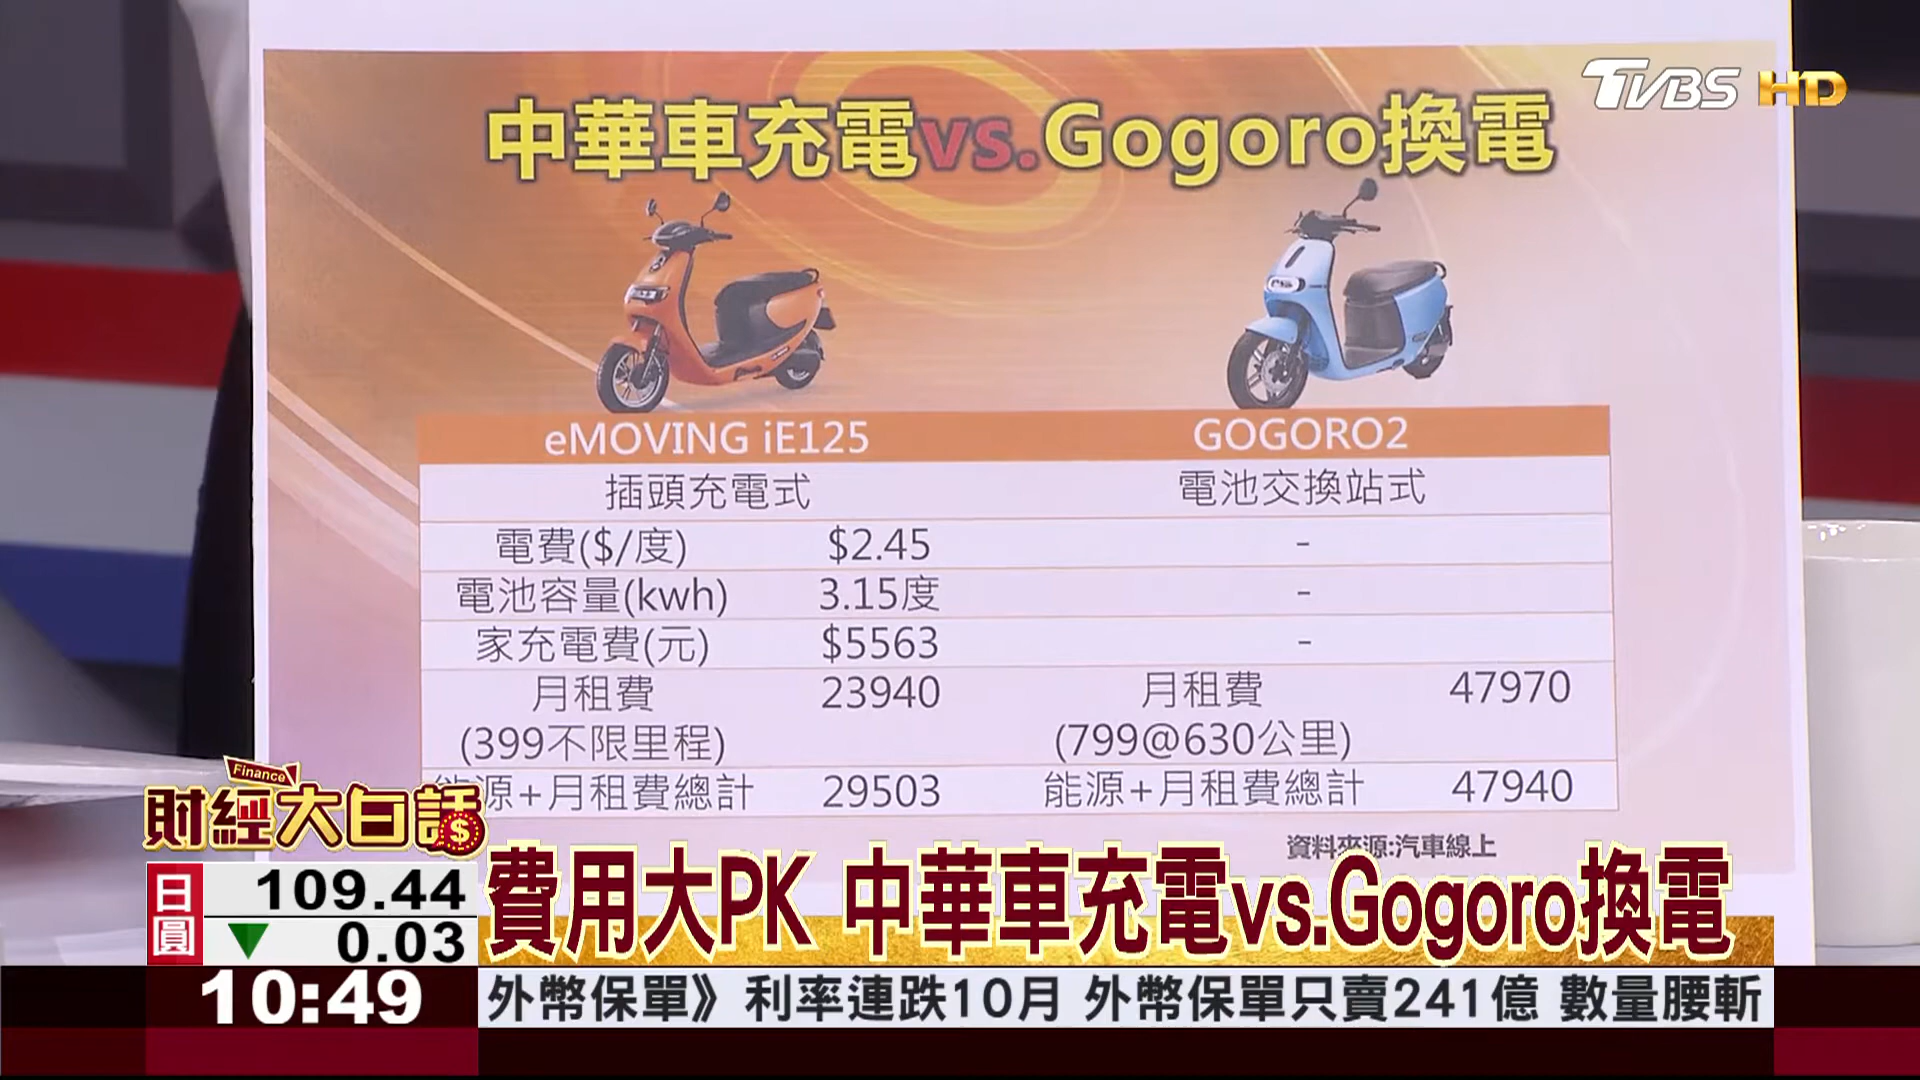 TVBS HD
中華車充電vs.Gogoro換電
eMOVING iE125 GOGORO2
插頭充電式 電池交換站式
電費($/度) $2.45 -
電池容量(kwh) 3.15度 -
家充電費(元) $5563 -
月租費 23940 月租費 47970
(399不限里程) (799@630公里)
能源+月租費總計 29503 能源+月租費總計 47940
資料來源:汽車線上
Finance
財經大白話
費用大PK 中華車充電vs.Gogoro換電
日圓 109.44
▼ 0.03
10:49
外幣保單》利率連跌10月 外幣保單只賣241億 數量腰斬